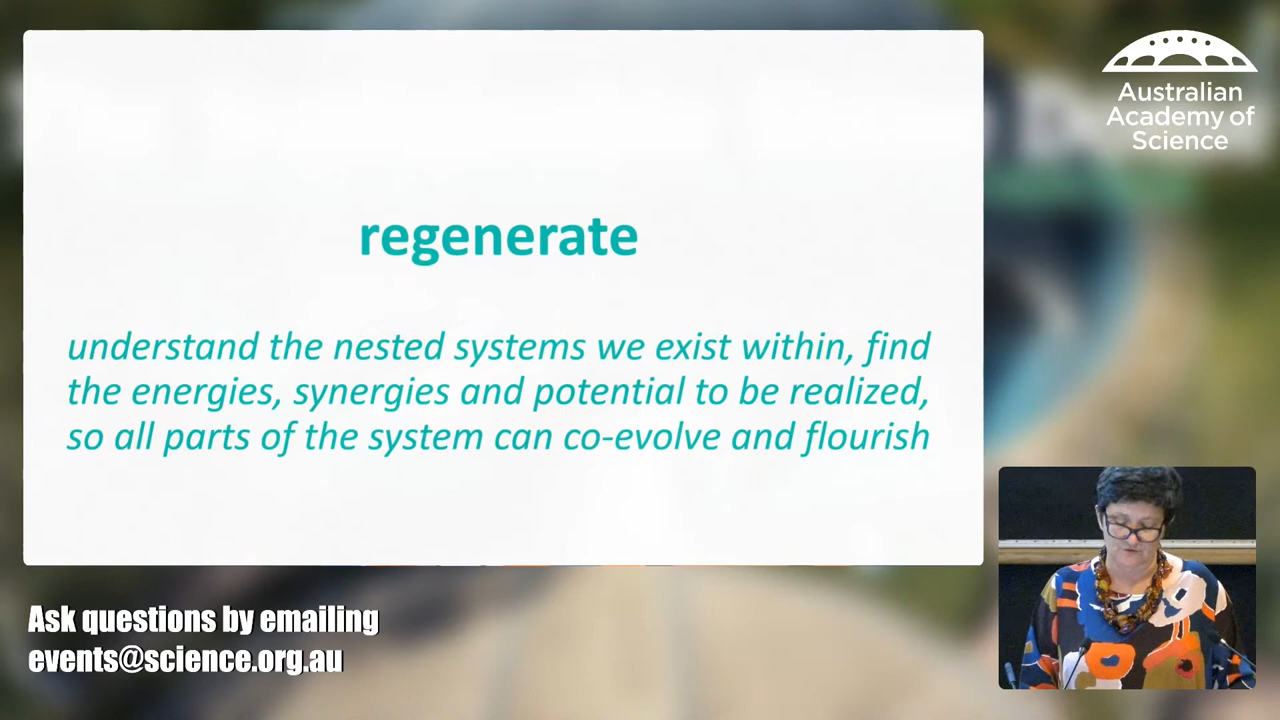 regenerate
understand the nested systems we exist within, find
the energies, synergies and potential to be realized,
so all parts of the system can co-evolve and flourish
Australian
Academy of
Science
Ask questions by emailing
events@science.org.au